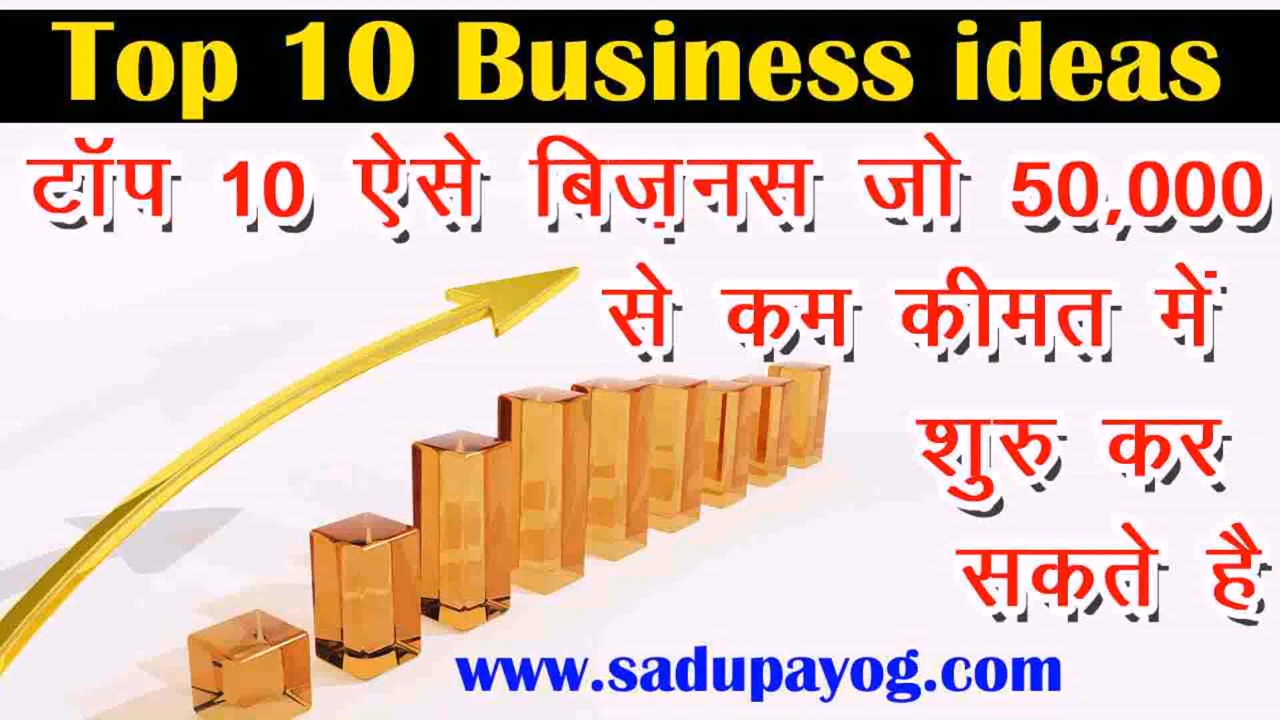 Top 10 Business ideas
टॉप 10 ऐसे बिज़नस जो 50,000
से कम कीमत में
शुरु कर
सकते है
www.sadupayog.com